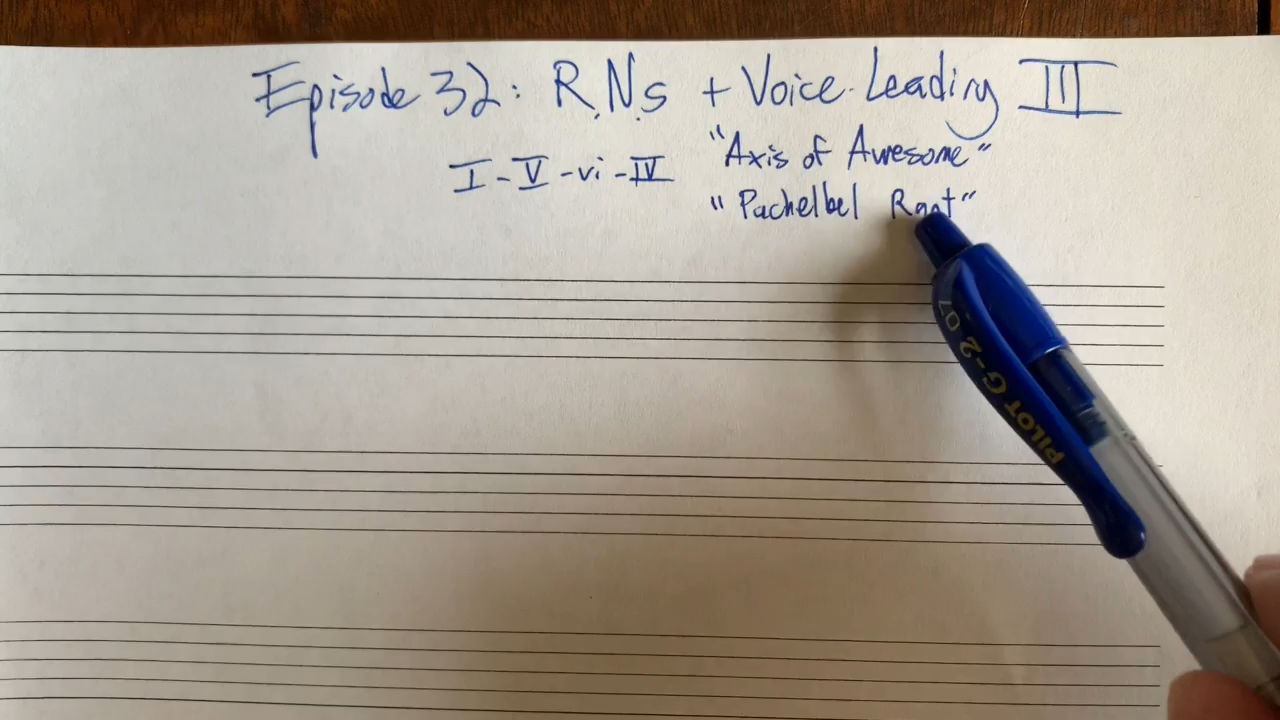 Episode 32: R.N.s + Voice-Leading III
I-V-vi-IV
"Axis of Awesome"
"Pachelbel Rant"
PILOT G-2 07